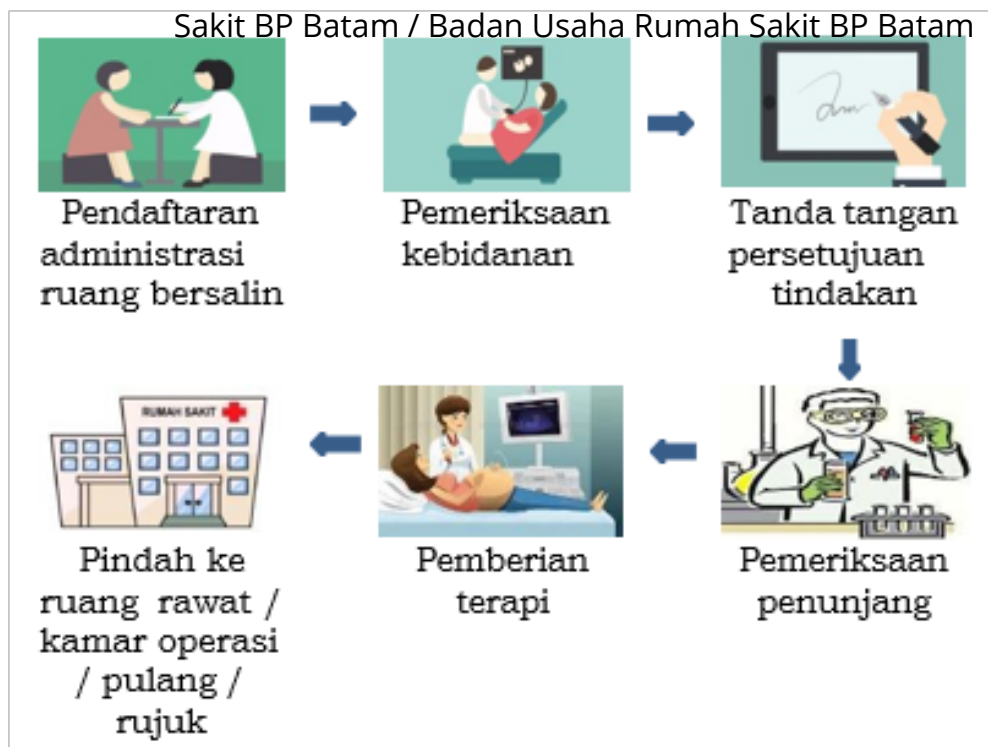 Sakit BP Batam / Badan Usaha Rumah Sakit BP Batam
Pendaftaran
administrasi
ruang bersalin
Pemeriksaan
kebidanan
Tanda tangan
persetujuan
tindakan
RUMAH SAKIT
Pindah ke
ruang rawat /
kamar operasi
/ pulang /
rujuk
Pemberian
terapi
Pemeriksaan
penunjang